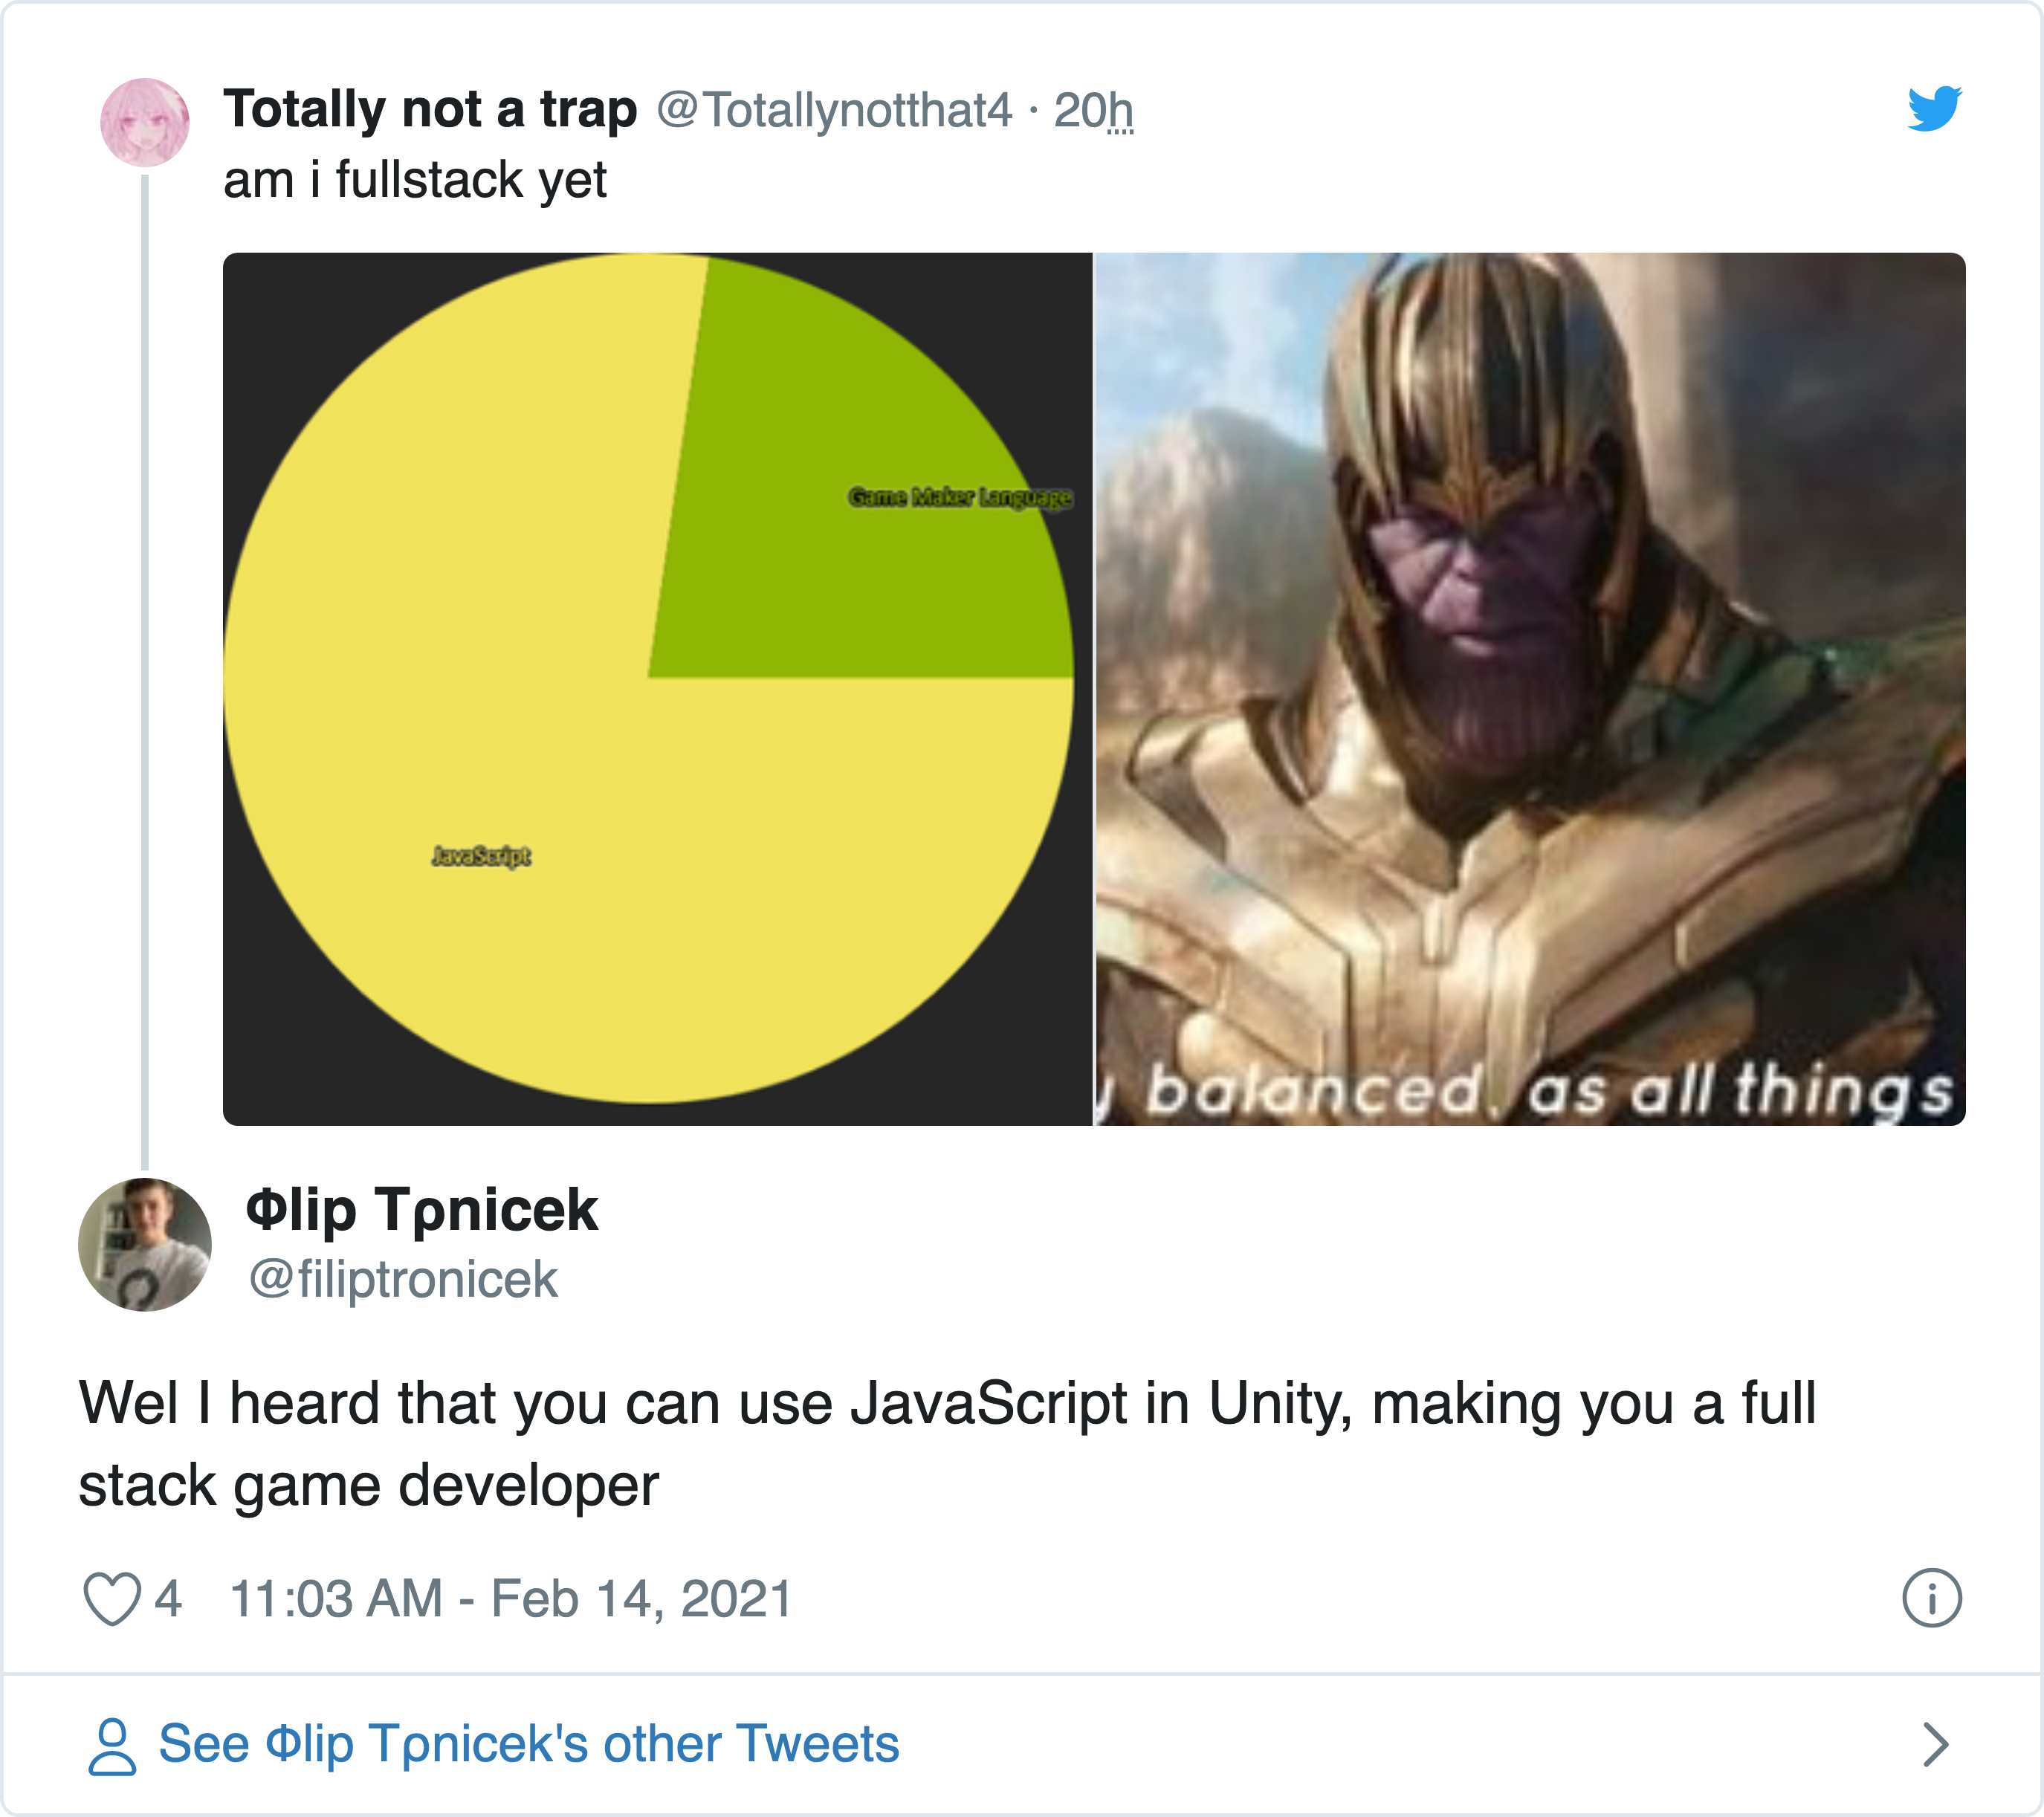 Totally not a trap @Totallynotthat4 · 20h
am i fullstack yet
Game Maker Language
JavaScript
y balanced, as all things
Φlip Tρnicek
@filiptronicek
Wel I heard that you can use JavaScript in Unity, making you a full
stack game developer
4 11:03 AM - Feb 14, 2021
See Φlip Tρnicek's other Tweets